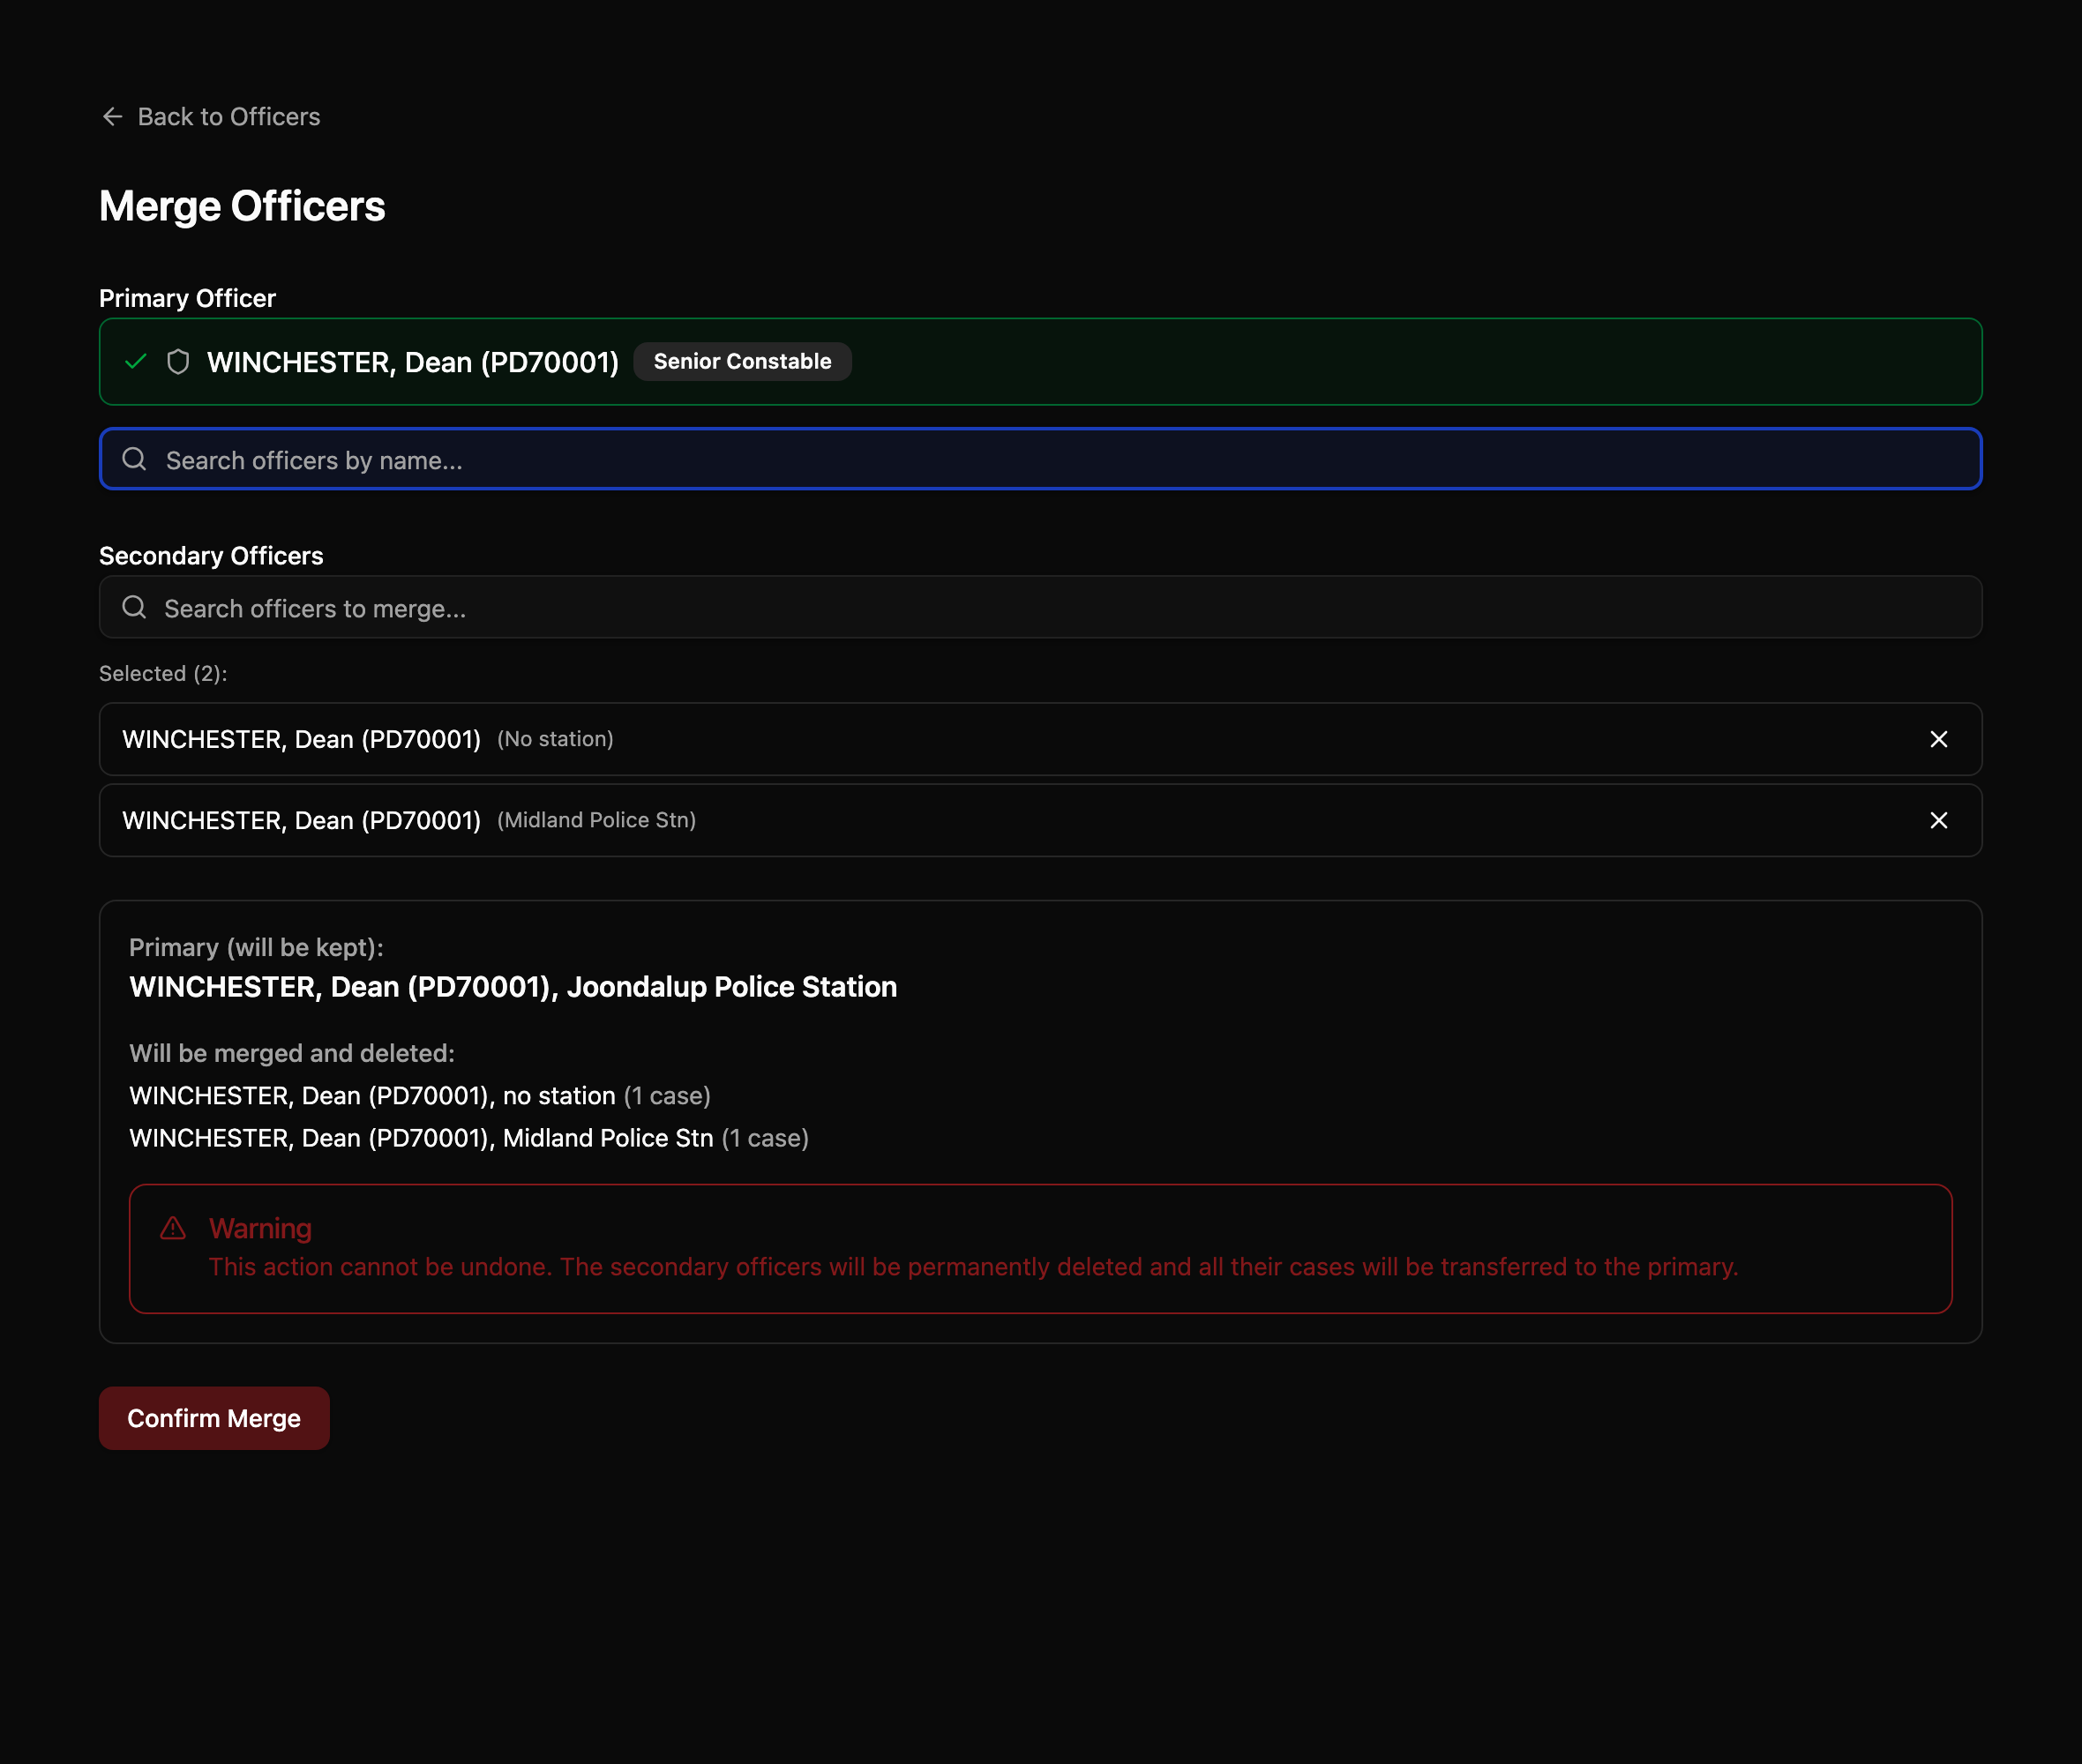 Back to Officers
Merge Officers
Primary Officer
WINCHESTER, Dean (PD70001) Senior Constable
Search officers by name...
Secondary Officers
Search officers to merge...
Selected (2):
WINCHESTER, Dean (PD70001) (No station)
WINCHESTER, Dean (PD70001) (Midland Police Stn)
Primary (will be kept):
WINCHESTER, Dean (PD70001), Joondalup Police Station
Will be merged and deleted:
WINCHESTER, Dean (PD70001), no station (1 case)
WINCHESTER, Dean (PD70001), Midland Police Stn (1 case)
Warning
This action cannot be undone. The secondary officers will be permanently deleted and all their cases will be transferred to the primary.
Confirm Merge